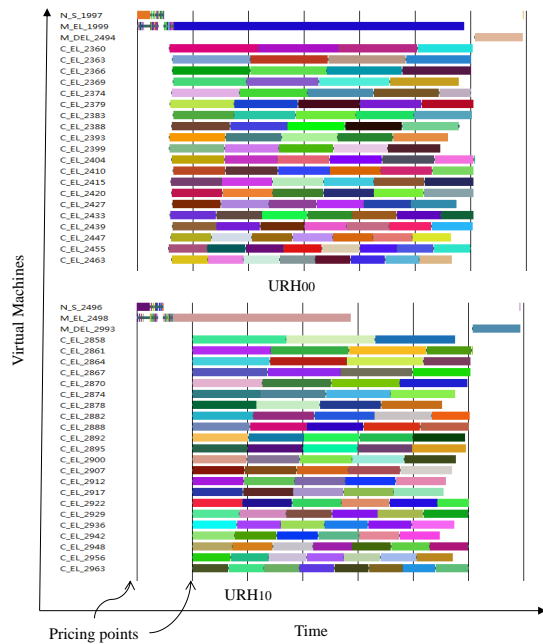 N_S_1997
M_EL_1999
M_DEL_2494
C_EL_2360
C_EL_2363
C_EL_2366
C_EL_2369
C_EL_2374
C_EL_2379
C_EL_2383
C_EL_2388
C_EL_2393
C_EL_2399
C_EL_2404
C_EL_2410
C_EL_2415
C_EL_2420
C_EL_2427
C_EL_2433
C_EL_2439
C_EL_2447
C_EL_2455
C_EL_2463
URH00
Virtual Machines
N_S_2496
M_EL_2498
M_DEL_2993
C_EL_2858
C_EL_2861
C_EL_2864
C_EL_2867
C_EL_2870
C_EL_2874
C_EL_2878
C_EL_2882
C_EL_2888
C_EL_2892
C_EL_2895
C_EL_2900
C_EL_2907
C_EL_2912
C_EL_2917
C_EL_2922
C_EL_2929
C_EL_2936
C_EL_2942
C_EL_2948
C_EL_2956
C_EL_2963
URH10
Pricing points
Time